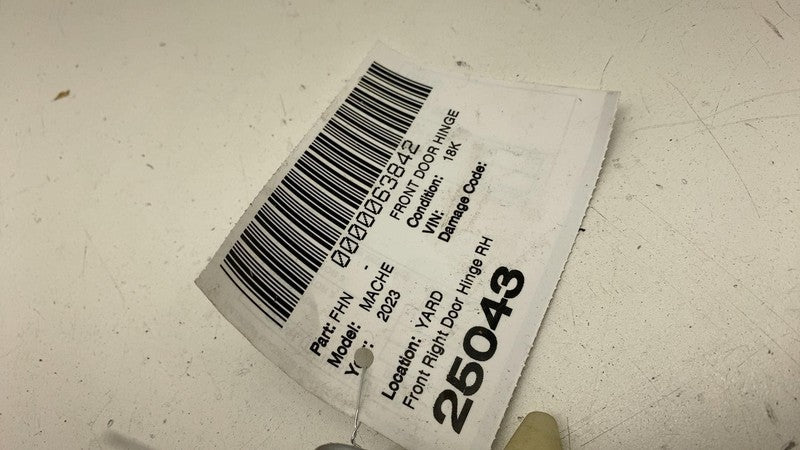 0000063842
Part: FHN - FRONT DOOR HINGE
Model: MACHE Condition: 18K
2023 VIN:
Damage Code:
Location: YARD
Front Right Door Hinge RH
25043